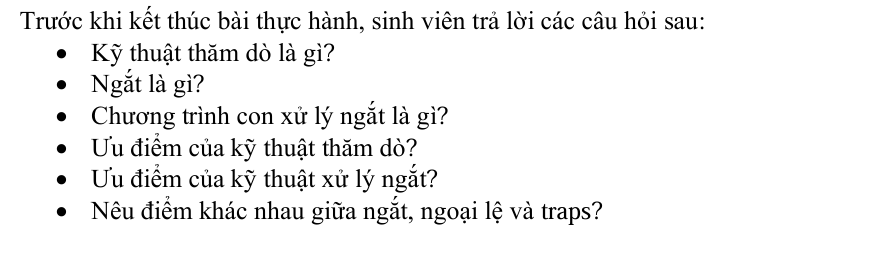 Trước khi kết thúc bài thực hành, sinh viên trả lời các câu hỏi sau:
• Kỹ thuật thăm dò là gì?
• Ngắt là gì?
• Chương trình con xử lý ngắt là gì?
• Ưu điểm của kỹ thuật thăm dò?
• Ưu điểm của kỹ thuật xử lý ngắt?
• Nêu điểm khác nhau giữa ngắt, ngoại lệ và traps?